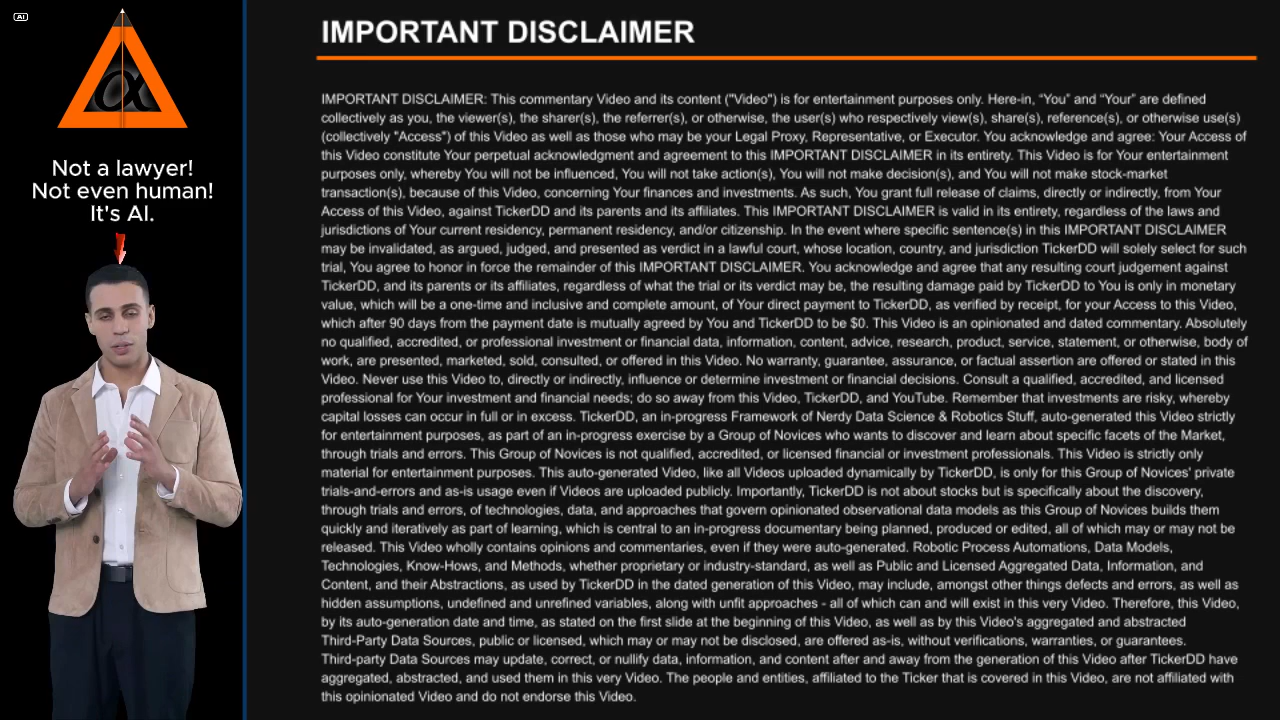 AI
α
Not a lawyer!
Not even human!
It's AI.
IMPORTANT DISCLAIMER
IMPORTANT DISCLAIMER: This commentary Video and its content ("Video") is for entertainment purposes only. Here-in, “You” and “Your” are defined
collectively as you, the viewer(s), the sharer(s), the referrer(s), or otherwise, the user(s) who respectively view(s), share(s), reference(s), or otherwise use(s)
(collectively "Access") of this Video as well as those who may be your Legal Proxy, Representative, or Executor. You acknowledge and agree: Your Access of
this Video constitute Your perpetual acknowledgment and agreement to this IMPORTANT DISCLAIMER in its entirety. This Video is for Your entertainment
purposes only, whereby You will not be influenced, You will not take action(s), You will not make decision(s), and You will not make stock-market
transaction(s), because of this Video, concerning Your finances and investments. As such, You grant full release of claims, directly or indirectly, from Your
Access of this Video, against TickerDD and its parents and its affiliates. This IMPORTANT DISCLAIMER is valid in its entirety, regardless of the laws and
jurisdictions of Your current residency, permanent residency, and/or citizenship. In the event where specific sentence(s) in this IMPORTANT DISCLAIMER
may be invalidated, as argued, judged, and presented as verdict in a lawful court, whose location, country, and jurisdiction TickerDD will solely select for such
trial, You agree to honor in force the remainder of this IMPORTANT DISCLAIMER. You acknowledge and agree that any resulting court judgement against
TickerDD, and its parents or its affiliates, regardless of what the trial or its verdict may be, the resulting damage paid by TickerDD to You is only in monetary
value, which will be a one-time and inclusive and complete amount, of Your direct payment to TickerDD, as verified by receipt, for your Access to this Video,
which after 90 days from the payment date is mutually agreed by You and TickerDD to be $0. This Video is an opinionated and dated commentary. Absolutely
no qualified, accredited, or professional investment or financial data, information, content, advice, research, product, service, statement, or otherwise, body of
work, are presented, marketed, sold, consulted, or offered in this Video. No warranty, guarantee, assurance, or factual assertion are offered or stated in this
Video. Never use this Video to, directly or indirectly, influence or determine investment or financial decisions. Consult a qualified, accredited, and licensed
professional for Your investment and financial needs; do so away from this Video, TickerDD, and YouTube. Remember that investments are risky, whereby
capital losses can occur in full or in excess. TickerDD, an in-progress Framework of Nerdy Data Science & Robotics Stuff, auto-generated this Video strictly
for entertainment purposes, as part of an in-progress exercise by a Group of Novices who wants to discover and learn about specific facets of the Market,
through trials and errors. This Group of Novices is not qualified, accredited, or licensed financial or investment professionals. This Video is strictly only
material for entertainment purposes. This auto-generated Video, like all Videos uploaded dynamically by TickerDD, is only for this Group of Novices' private
trials-and-errors and as-is usage even if Videos are uploaded publicly. Importantly, TickerDD is not about stocks but is specifically about the discovery,
through trials and errors, of technologies, data, and approaches that govern opinionated observational data models as this Group of Novices builds them
quickly and iteratively as part of learning, which is central to an in-progress documentary being planned, produced or edited, all of which may or may not be
released. This Video wholly contains opinions and commentaries, even if they were auto-generated. Robotic Process Automations, Data Models,
Technologies, Know-Hows, and Methods, whether proprietary or industry-standard, as well as Public and Licensed Aggregated Data, Information, and
Content, and their Abstractions, as used by TickerDD in the dated generation of this Video, may include, amongst other things defects and errors, as well as
hidden assumptions, undefined and unrefined variables, along with unfit approaches - all of which can and will exist in this very Video. Therefore, this Video,
by its auto-generation date and time, as stated on the first slide at the beginning of this Video, as well as by this Video's aggregated and abstracted
Third-Party Data Sources, public or licensed, which may or may not be disclosed, are offered as-is, without verifications, warranties, or guarantees.
Third-party Data Sources may update, correct, or nullify data, information, and content after and away from the generation of this Video after TickerDD have
aggregated, abstracted, and used them in this very Video. The people and entities, affiliated to the Ticker that is covered in this Video, are not affiliated with
this opinionated Video and do not endorse this Video.